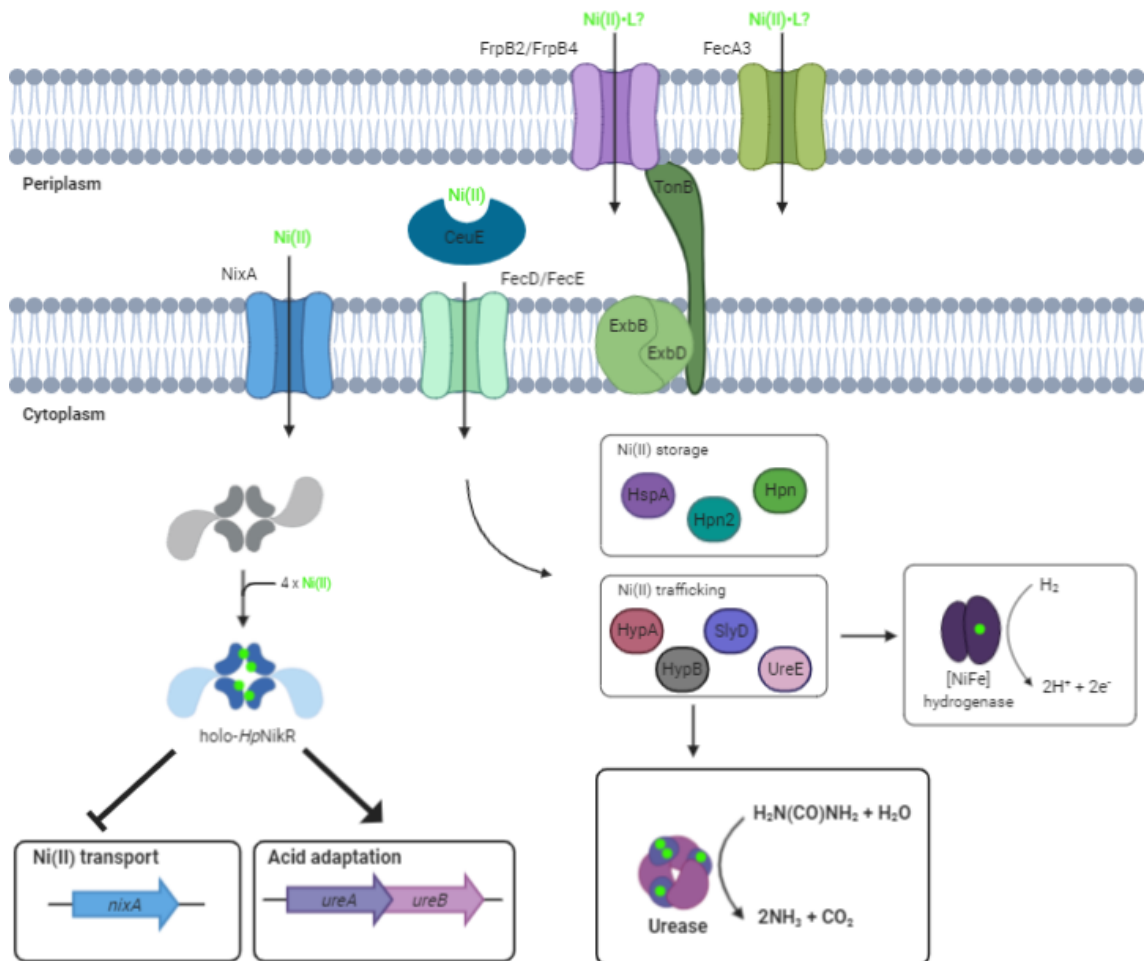 Ni(II)•L?
Ni(II)•L?
FrpB2/FrpB4
FecA3
Periplasm
TonB
Ni(II)
CeuE
Ni(II)
NixA
FecD/FecE
ExbB
ExbD
Cytoplasm
Ni(II) storage
HspA
Hpn2
Hpn
4 x Ni(II)
Ni(II) trafficking
HypA
SlyD
HypB
UreE
H₂
[NiFe]
hydrogenase
2H⁺ + 2e⁻
holo-HpNikR
Ni(II) transport
nixA
Acid adaptation
ureA
ureB
H₂N(CO)NH₂ + H₂O
Urease
2NH₃ + CO₂